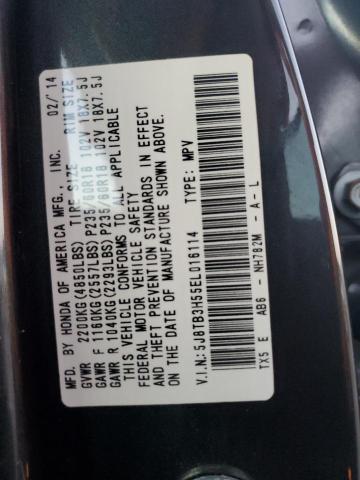 MFD. BY HONDA OF AMERICA MFG., INC. 02/'14
TIRE SIZE RIM SIZE
GVWR 2200KG(4850LBS)
GAWR F 1160KG(2557LBS) P235/60R18 102V 18X7.5J
GAWR R 1040KG(2293LBS) P235/60R18 102V 18X7.5J
THIS VEHICLE CONFORMS TO ALL APPLICABLE
FEDERAL MOTOR VEHICLE SAFETY
AND THEFT PREVENTION STANDARDS IN EFFECT
ON THE DATE OF MANUFACTURE SHOWN ABOVE.
V.I.N.: 5J8TB3H55EL016114 TYPE: MPV
TX5 E AB6 - NH782M - A - L